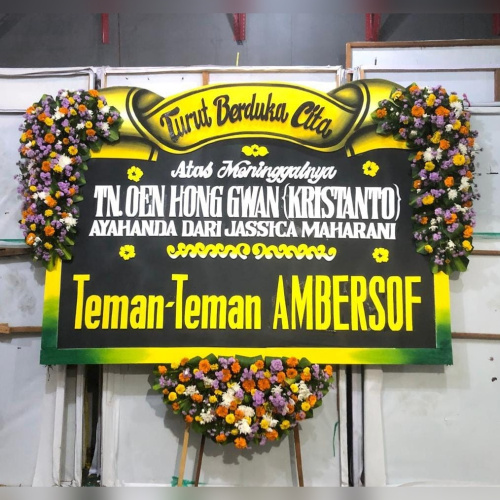 Turut Berduka Cita
Atas Meninggalnya
TN. OEN HONG GWAN {KRISTANTO}
AYAHANDA DARI JASSICA MAHARANI
Teman-Teman AMBERSOF